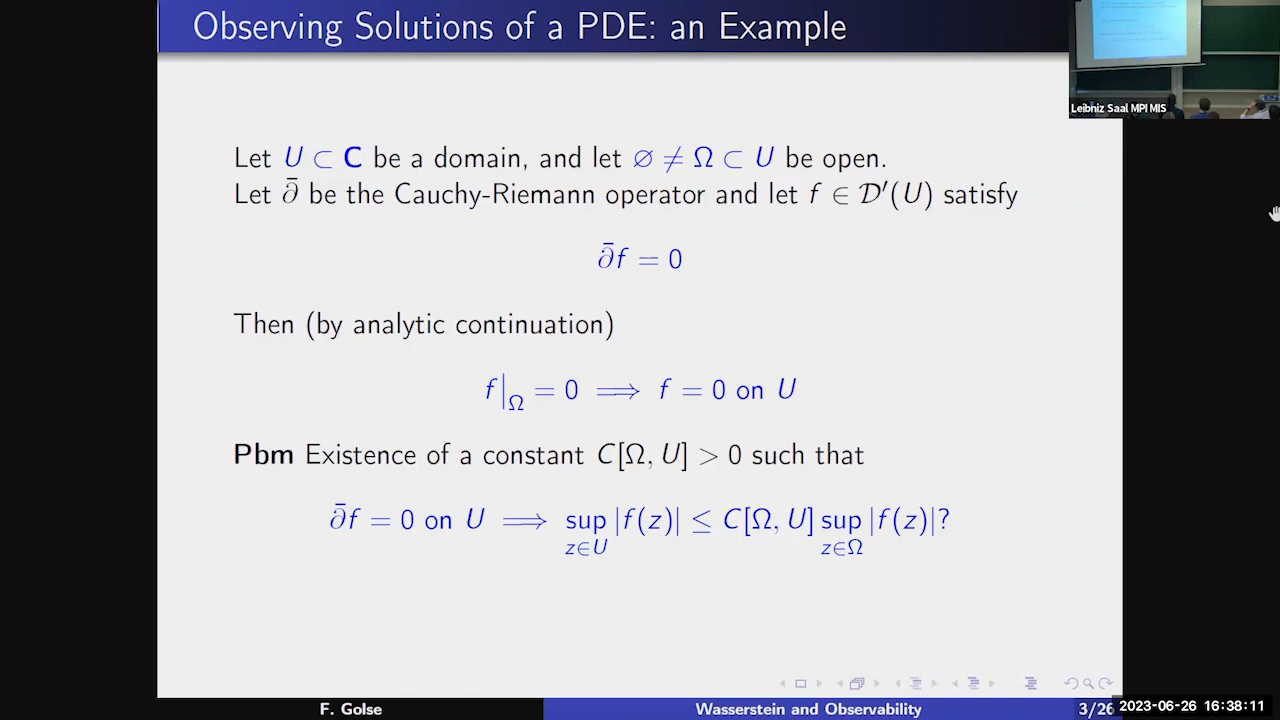 Observing Solutions of a PDE: an Example
Leibniz Saal MPI MIS
Let U ⊂ C be a domain, and let ∅ ≠ Ω ⊂ U be open.
Let ∂̄ be the Cauchy-Riemann operator and let f ∈ 𝒟′(U) satisfy
∂̄f = 0
Then (by analytic continuation)
f|_Ω = 0 ⟹ f = 0 on U
Pbm Existence of a constant C[Ω, U] > 0 such that
∂̄f = 0 on U ⟹ sup_{z∈U} |f(z)| ≤ C[Ω, U] sup_{z∈Ω} |f(z)|?
F. Golse
Wasserstein and Observability
3/26
2023-06-26 16:38:11